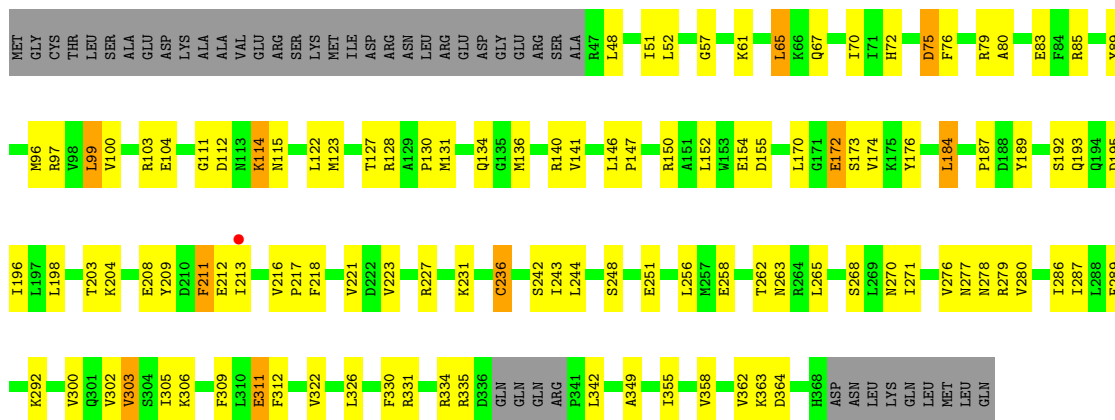 MET GLY CYS THR LEU SER ALA GLU ASP LYS ALA ALA VAL GLU ARG SER LYS MET ILE ASP ARG ASN LEU ARG GLU ASP GLY GLU ARG SER ALA R47 L48 I51 L52 G57 K61 L65 K66 Q67 I70 I71 H72 D75 F76 R79 A80 E83 F84 R85 Y89
M96 R97 V98 L99 V100 R103 E104 G111 D112 N113 K114 N115 L122 M123 T127 R128 A129 P130 M131 Q134 G135 M136 R140 V141 L146 P147 R150 A151 L152 W153 E154 D155 L170 G171 E172 S173 V174 K175 Y176 L184 P187 D188 Y189 S192 Q193 Q194 D195
I196 L197 L198 T203 K204 E208 Y209 D210 F211 E212 I213 V216 P217 F218 V221 D222 V223 R227 K231 C236 S242 I243 L244 S248 E251 L256 M257 E258 T262 N263 R264 L265 S268 L269 N270 I271 V276 N277 N278 R279 V280 I286 I287 L288 F289
K292 V300 Q301 V302 V303 S304 I305 K306 F309 L310 E311 F312 V322 L326 F330 R331 R334 R335 D336 GLN GLN GLN ARG P341 L342 A349 I355 V358 V362 K363 D364 H368 ASP ASN LEU LYS GLN LEU MET LEU GLN